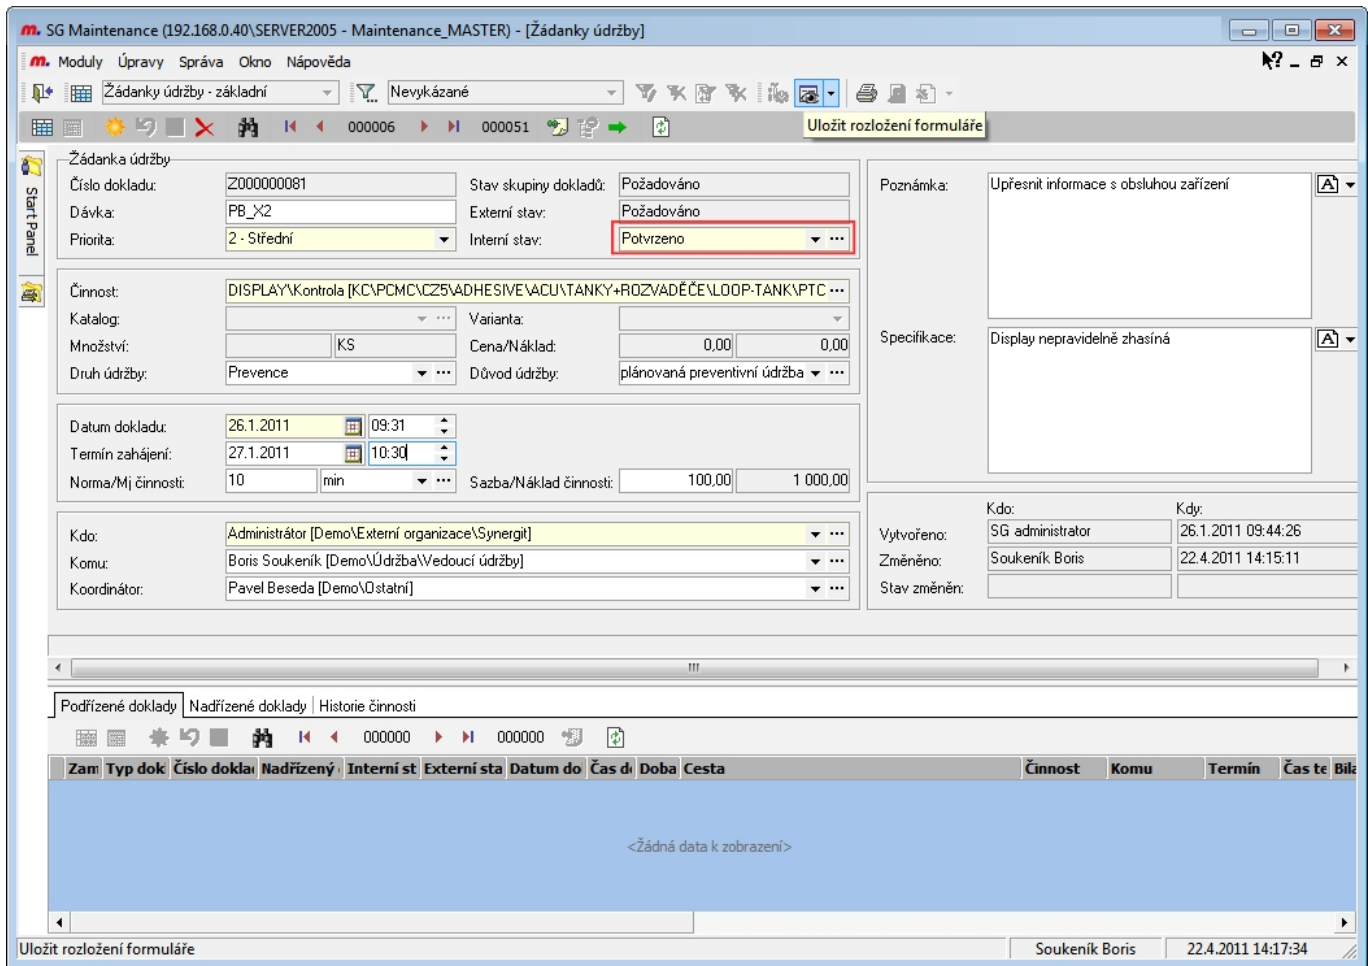 m. SG Maintenance (192.168.0.40\SERVER2005 - Maintenance_MASTER) - [Žádanky údržby]
m. Moduly Úpravy Správa Okno Nápověda
Žádanky údržby - základní Nevykázané
000006 000051 Uložit rozložení formuláře
Start Panel
Žádanka údržby
Číslo dokladu: Z000000081 Stav skupiny dokladů: Požadováno
Dávka: PB_X2 Externí stav: Požadováno
Priorita: 2 - Střední Interní stav: Potvrzeno
Poznámka: Upřesnit informace s obsluhou zařízení
Činnost: DISPLAY\Kontrola [KC\PCMC\CZ5\ADHESIVE\ACU\TANKY+ROZVADĚČE\LOOP-TANK\PTC
Katalog: Varianta:
Množství: KS Cena/Náklad: 0,00 0,00
Druh údržby: Prevence Důvod údržby: plánovaná preventivní údržba
Specifikace: Display nepravidelně zhasíná
Datum dokladu: 26.1.2011 09:31
Termín zahájení: 27.1.2011 10:30
Norma/Mj činnosti: 10 min Sazba/Náklad činnosti: 100,00 1 000,00
Kdo: Administrátor [Demo\Externí organizace\Synergit]
Komu: Boris Soukeník [Demo\Údržba\Vedoucí údržby]
Koordinátor: Pavel Beseda [Demo\Ostatní]
Kdo: Kdy:
Vytvořeno: SG administrator 26.1.2011 09:44:26
Změněno: Soukeník Boris 22.4.2011 14:15:11
Stav změněn:
Podřízené doklady Nadřízené doklady Historie činnosti
000000 000000
Zam Typ dok Číslo doklad Nadřízený Interní st Externí sta Datum do Čas d Doba Cesta Činnost Komu Termín Čas te Bila
<Žádná data k zobrazení>
Uložit rozložení formuláře Soukeník Boris 22.4.2011 14:17:34